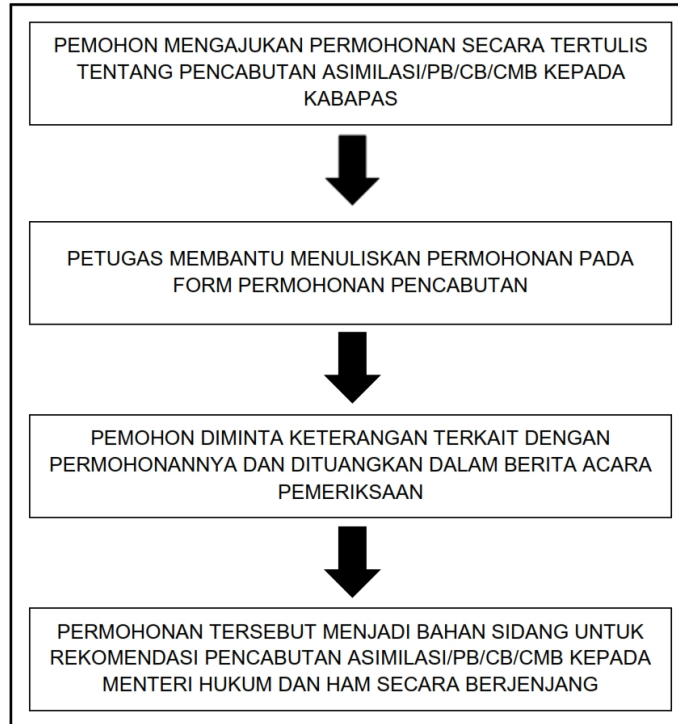 PEMOHON MENGAJUKAN PERMOHONAN SECARA TERTULIS
TENTANG PENCABUTAN ASIMILASI/PB/CB/CMB KEPADA
KABAPAS
PETUGAS MEMBANTU MENULISKAN PERMOHONAN PADA
FORM PERMOHONAN PENCABUTAN
PEMOHON DIMINTA KETERANGAN TERKAIT DENGAN
PERMOHONANNYA DAN DITUANGKAN DALAM BERITA ACARA
PEMERIKSAAN
PERMOHONAN TERSEBUT MENJADI BAHAN SIDANG UNTUK
REKOMENDASI PENCABUTAN ASIMILASI/PB/CB/CMB KEPADA
MENTERI HUKUM DAN HAM SECARA BERJENJANG